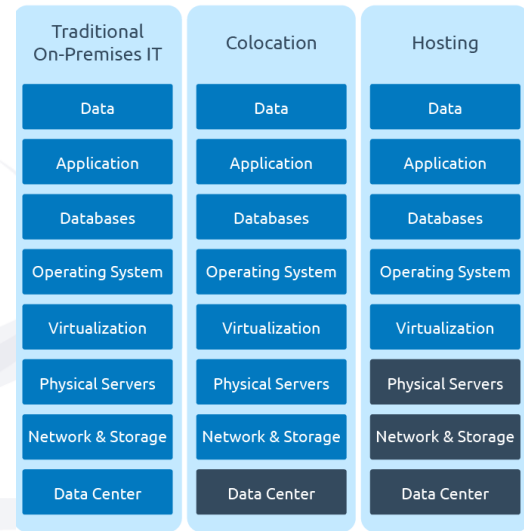 Traditional
On-Premises IT
Data
Application
Databases
Operating System
Virtualization
Physical Servers
Network & Storage
Data Center
Colocation
Data
Application
Databases
Operating System
Virtualization
Physical Servers
Network & Storage
Data Center
Hosting
Data
Application
Databases
Operating System
Virtualization
Physical Servers
Network & Storage
Data Center